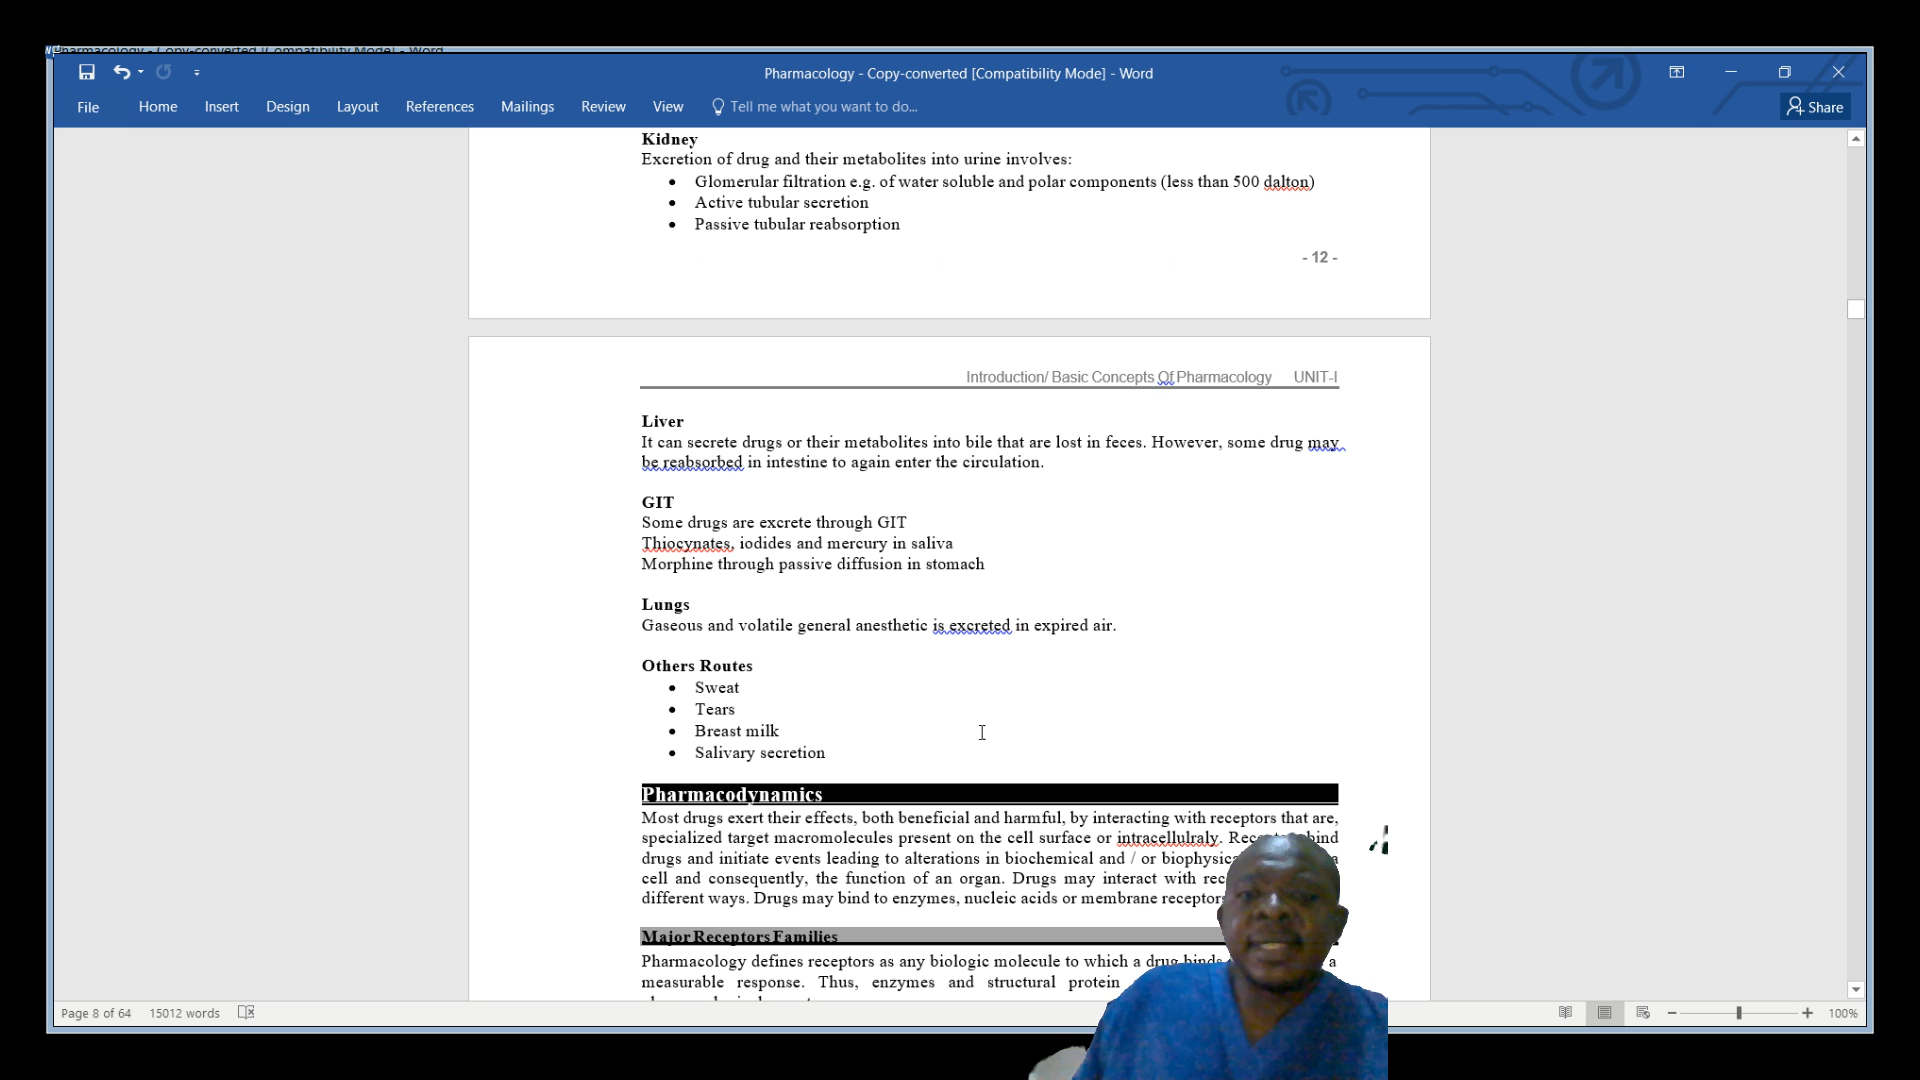 Pharmacology - Copy-converted [Compatibility Mode] - Word
Pharmacology - Copy-converted [Compatibility Mode] - Word
File Home Insert Design Layout References Mailings Review View Tell me what you want to do... Share
Kidney
Excretion of drug and their metabolites into urine involves:
• Glomerular filtration e.g. of water soluble and polar components (less than 500 dalton)
• Active tubular secretion
• Passive tubular reabsorption
- 12 -
Introduction/ Basic Concepts Of Pharmacology UNIT-I
Liver
It can secrete drugs or their metabolites into bile that are lost in feces. However, some drug may
be reabsorbed in intestine to again enter the circulation.
GIT
Some drugs are excrete through GIT
Thiocynates, iodides and mercury in saliva
Morphine through passive diffusion in stomach
Lungs
Gaseous and volatile general anesthetic is excreted in expired air.
Others Routes
• Sweat
• Tears
• Breast milk
• Salivary secretion
Pharmacodynamics
Most drugs exert their effects, both beneficial and harmful, by interacting with receptors that are,
specialized target macromolecules present on the cell surface or intracellulraly. bind
drugs and initiate events leading to alterations in biochemical and / or a
cell and consequently, the function of an organ. Drugs may interact with
different ways. Drugs may bind to enzymes, nucleic acids or membrane
Major Receptors Families
Pharmacology defines receptors as any biologic molecule to which a drug binds a
measurable response. Thus, enzymes and structural protein
Page 8 of 64 15012 words 100%